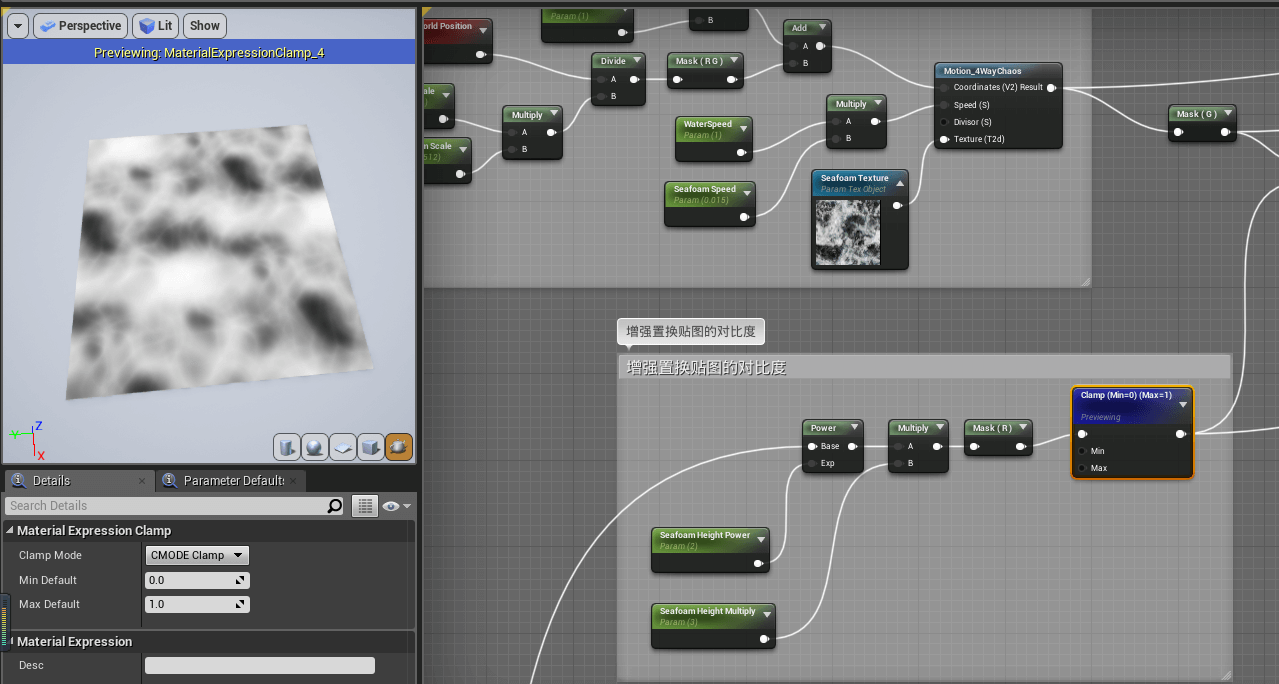 Perspective
Lit
Show
Previewing: MaterialExpressionClamp_4
Z
Y
X
Details
Parameter Defaults
Search Details
Material Expression Clamp
Clamp Mode
CMODE Clamp
Min Default
0.0
Max Default
1.0
Material Expression
Desc
Position
Param (1)
B
Add
A
B
Divide
A
B
Mask ( R G )
Multiply
A
B
Scale
WaterSpeed
Param (1)
Seafoam Speed
Param (0.015)
Multiply
A
B
Seafoam Texture
Param Tex Object
Motion_4WayChaos
Coordinates (V2) Result
Speed (S)
Divisor (S)
Texture (T2d)
Mask ( G )
增强置换贴图的对比度
增强置换贴图的对比度
Power
Base
Exp
Multiply
A
B
Mask ( R )
Clamp (Min=0) (Max=1)
Previewing
Min
Max
Seafoam Height Power
Param (2)
Seafoam Height Multiply
Param (3)